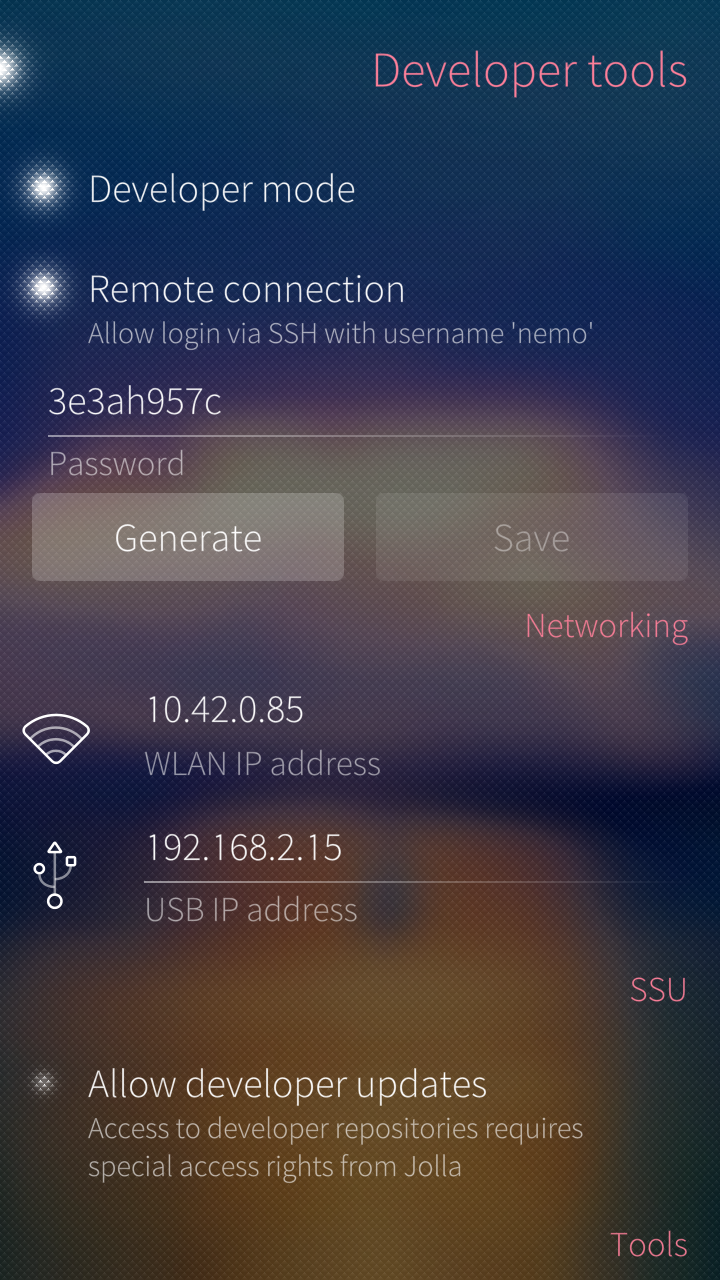 Developer tools
Developer mode
Remote connection
Allow login via SSH with username 'nemo'
3e3ah957c
Password
Generate
Save
Networking
10.42.0.85
WLAN IP address
192.168.2.15
USB IP address
SSU
Allow developer updates
Access to developer repositories requires
special access rights from Jolla
Tools